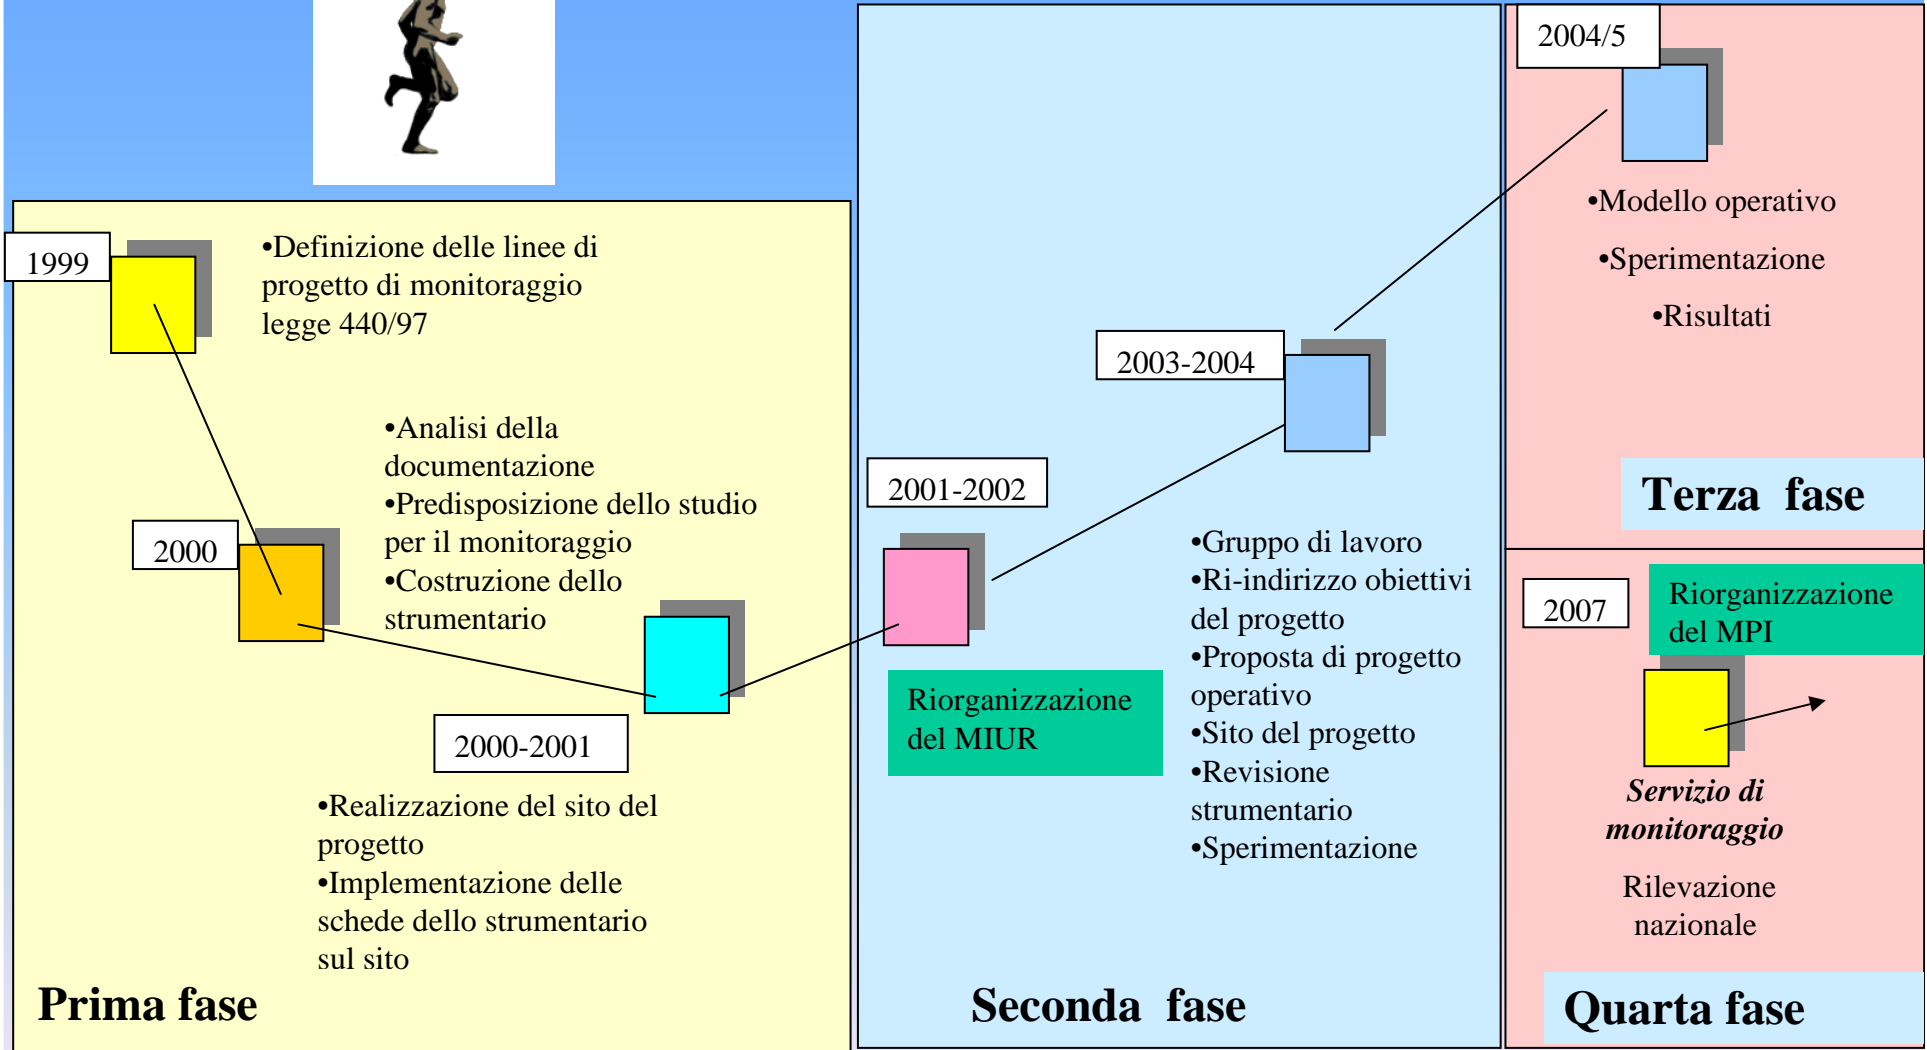 1999
•Definizione delle linee di
progetto di monitoraggio
legge 440/97
2000
•Analisi della
documentazione
•Predisposizione dello studio
per il monitoraggio
•Costruzione dello
strumentario
2000-2001
•Realizzazione del sito del
progetto
•Implementazione delle
schede dello strumentario
sul sito
Prima fase
2001-2002
Riorganizzazione
del MIUR
2003-2004
•Gruppo di lavoro
•Ri-indirizzo obiettivi
del progetto
•Proposta di progetto
operativo
•Sito del progetto
•Revisione
strumentario
•Sperimentazione
Seconda fase
2004/5
•Modello operativo
•Sperimentazione
•Risultati
Terza fase
2007
Riorganizzazione
del MPI
Servizio di
monitoraggio
Rilevazione
nazionale
Quarta fase